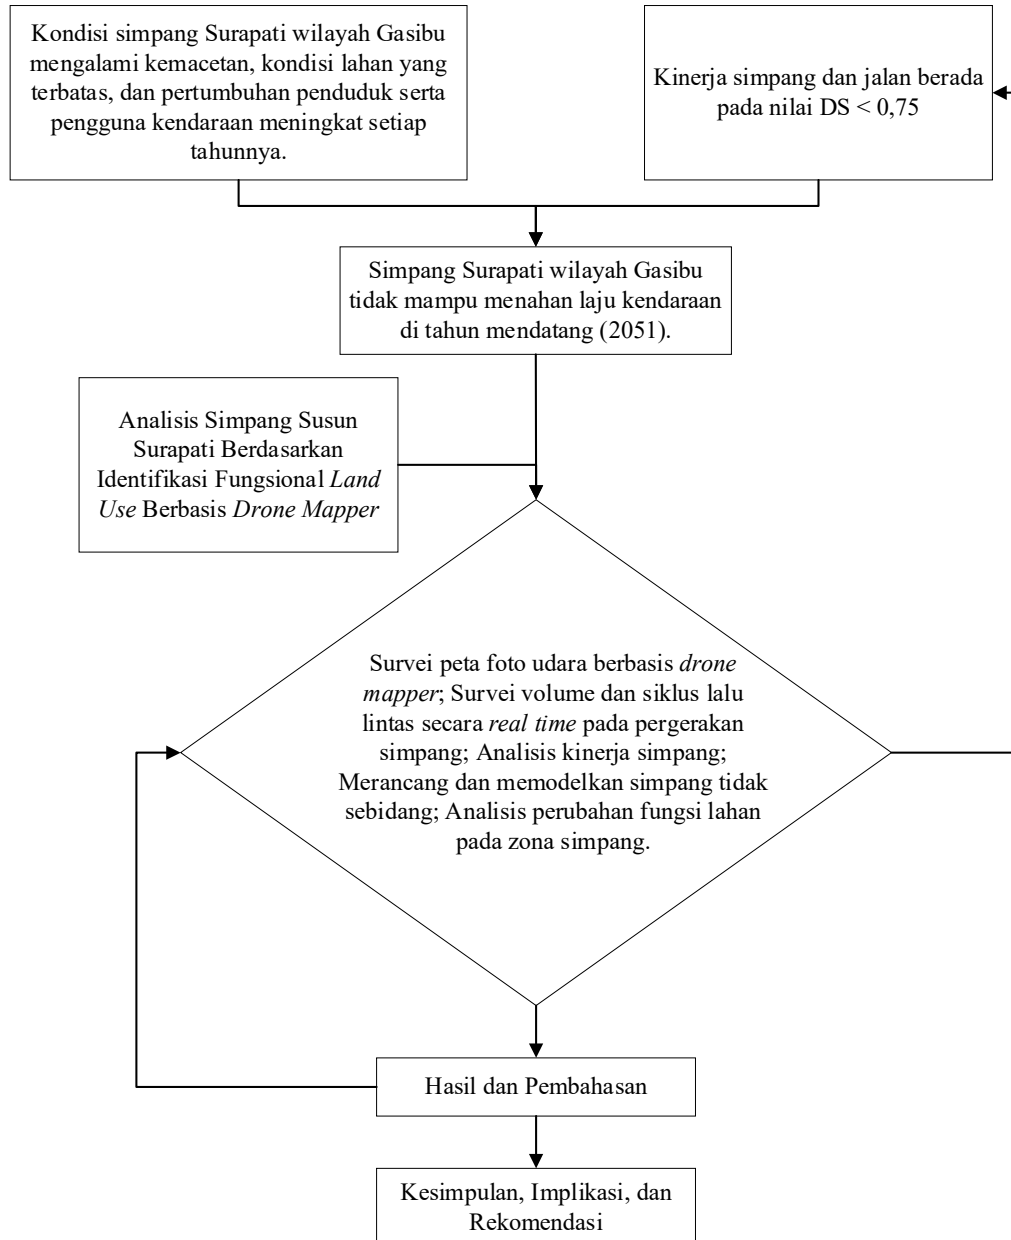 Kondisi simpang Surapati wilayah Gasibu
mengalami kemacetan, kondisi lahan yang
terbatas, dan pertumbuhan penduduk serta
pengguna kendaraan meningkat setiap
tahunnya.
Kinerja simpang dan jalan berada
pada nilai DS < 0,75
Simpang Surapati wilayah Gasibu
tidak mampu menahan laju kendaraan
di tahun mendatang (2051).
Analisis Simpang Susun
Surapati Berdasarkan
Identifikasi Fungsional Land
Use Berbasis Drone Mapper
Survei peta foto udara berbasis drone
mapper; Survei volume dan siklus lalu
lintas secara real time pada pergerakan
simpang; Analisis kinerja simpang;
Merancang dan memodelkan simpang tidak
sebidang; Analisis perubahan fungsi lahan
pada zona simpang.
Hasil dan Pembahasan
Kesimpulan, Implikasi, dan
Rekomendasi